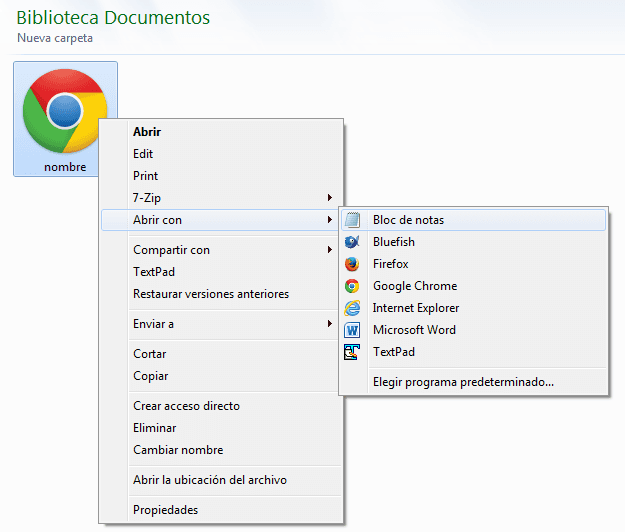 Biblioteca Documentos
Nueva carpeta
nombre
Abrir
Edit
Print
7-Zip
Abrir con
Compartir con
TextPad
Restaurar versiones anteriores
Enviar a
Cortar
Copiar
Crear acceso directo
Eliminar
Cambiar nombre
Abrir la ubicación del archivo
Propiedades
Bloc de notas
Bluefish
Firefox
Google Chrome
Internet Explorer
Microsoft Word
TextPad
Elegir programa predeterminado...